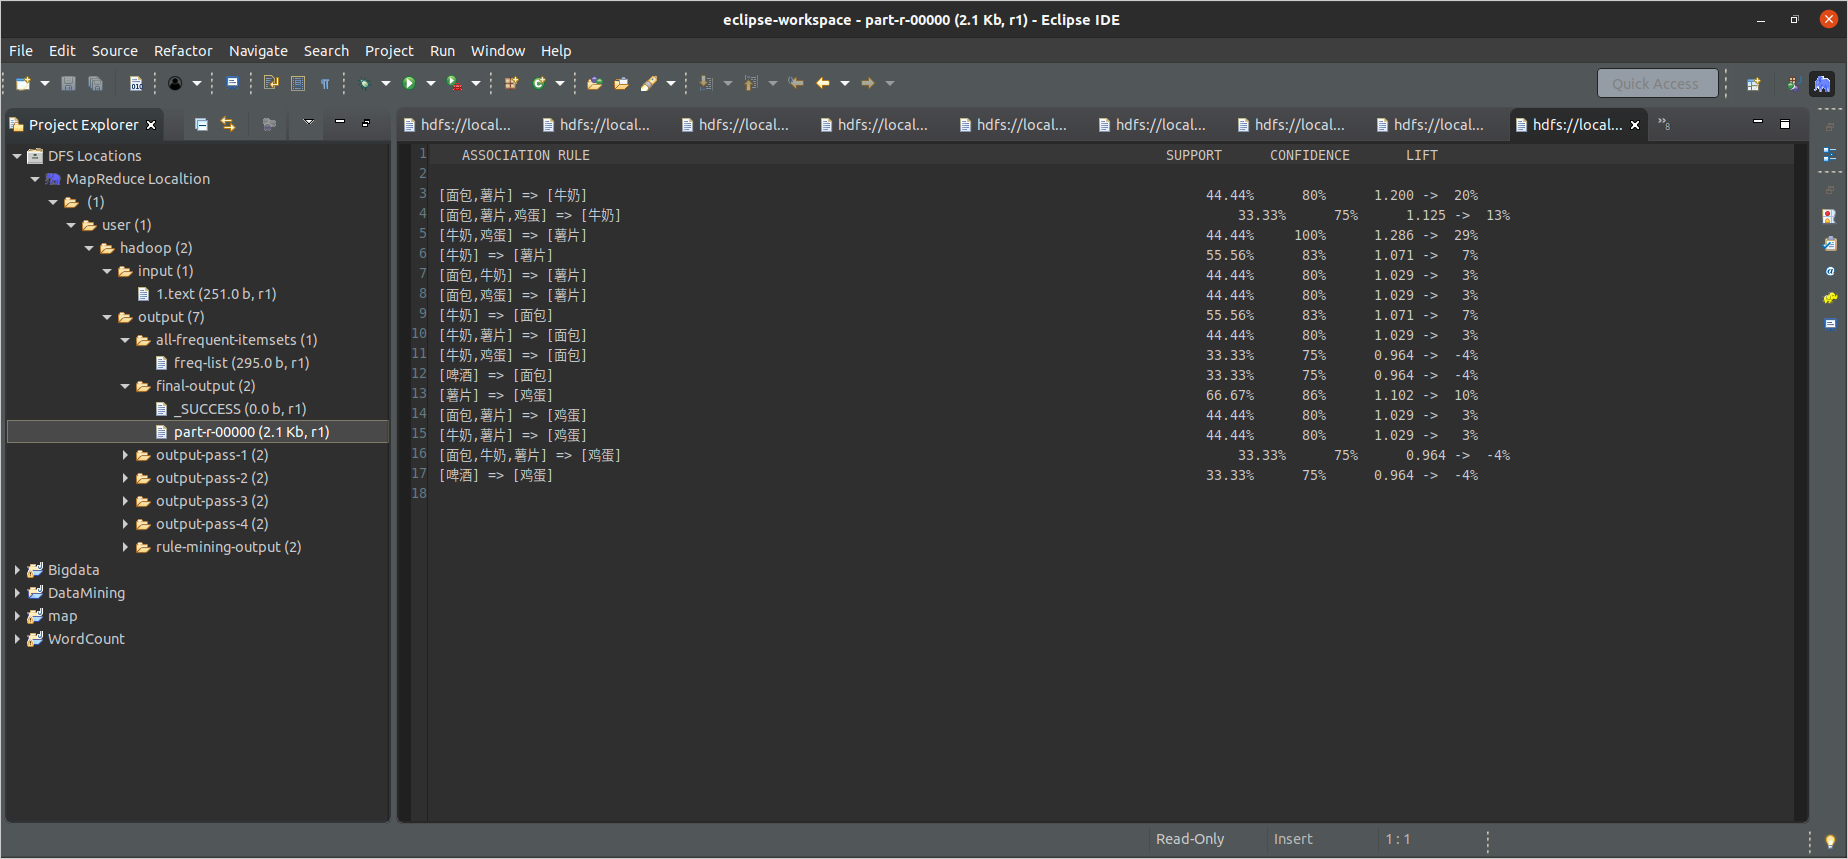 eclipse-workspace - part-r-00000 (2.1 Kb, r1) - Eclipse IDE
File Edit Source Refactor Navigate Search Project Run Window Help
Quick Access
Project Explorer
DFS Locations
MapReduce Localtion
(1)
user (1)
hadoop (2)
input (1)
1.text (251.0 b, r1)
output (7)
all-frequent-itemsets (1)
freq-list (295.0 b, r1)
final-output (2)
_SUCCESS (0.0 b, r1)
part-r-00000 (2.1 Kb, r1)
output-pass-1 (2)
output-pass-2 (2)
output-pass-3 (2)
output-pass-4 (2)
rule-mining-output (2)
Bigdata
DataMining
map
WordCount
hdfs://local... hdfs://local... hdfs://local... hdfs://local... hdfs://local... hdfs://local... hdfs://local... hdfs://local... hdfs://local... »8
1 ASSOCIATION RULE SUPPORT CONFIDENCE LIFT
2
3 [面包,薯片] => [牛奶] 44.44% 80% 1.200 -> 20%
4 [面包,薯片,鸡蛋] => [牛奶] 33.33% 75% 1.125 -> 13%
5 [牛奶,鸡蛋] => [薯片] 44.44% 100% 1.286 -> 29%
6 [牛奶] => [薯片] 55.56% 83% 1.071 -> 7%
7 [面包,牛奶] => [薯片] 44.44% 80% 1.029 -> 3%
8 [面包,鸡蛋] => [薯片] 44.44% 80% 1.029 -> 3%
9 [牛奶] => [面包] 55.56% 83% 1.071 -> 7%
10 [牛奶,薯片] => [面包] 44.44% 80% 1.029 -> 3%
11 [牛奶,鸡蛋] => [面包] 33.33% 75% 0.964 -> -4%
12 [啤酒] => [面包] 33.33% 75% 0.964 -> -4%
13 [薯片] => [鸡蛋] 66.67% 86% 1.102 -> 10%
14 [面包,薯片] => [鸡蛋] 44.44% 80% 1.029 -> 3%
15 [牛奶,薯片] => [鸡蛋] 44.44% 80% 1.029 -> 3%
16 [面包,牛奶,薯片] => [鸡蛋] 33.33% 75% 0.964 -> -4%
17 [啤酒] => [鸡蛋] 33.33% 75% 0.964 -> -4%
18
Read-Only Insert 1 : 1